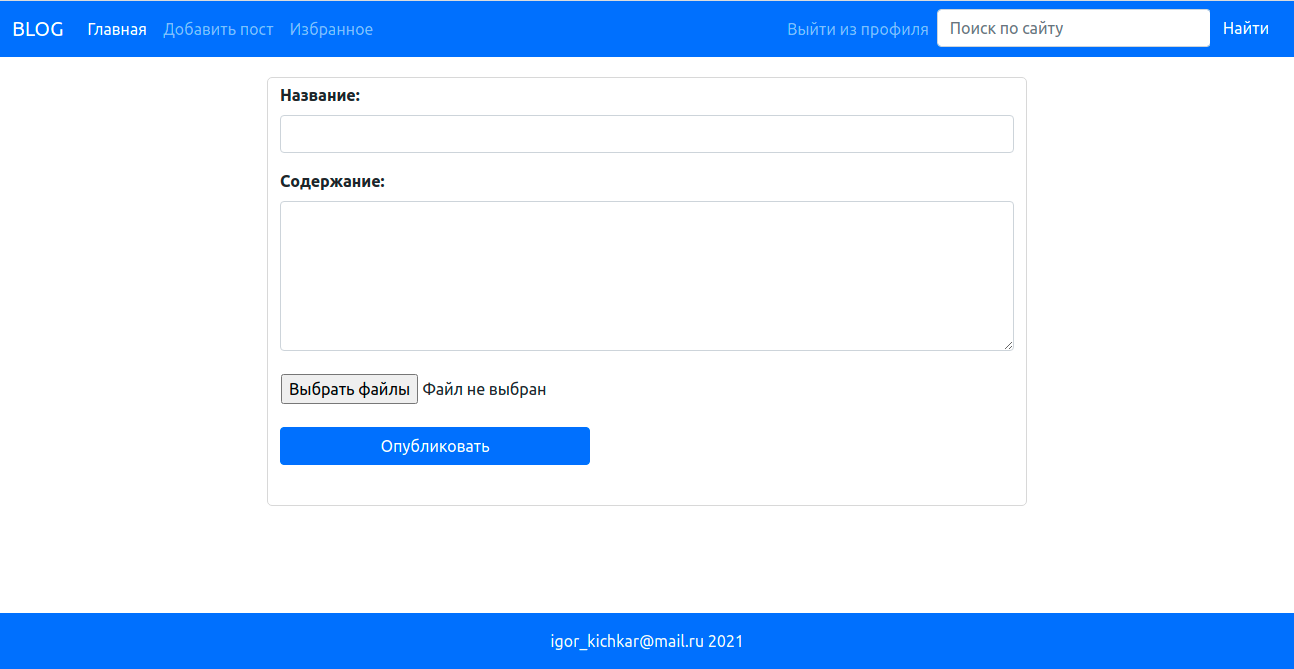 BLOG Главная Добавить пост Избранное Выйти из профиля Поиск по сайту Найти
Название:
Содержание:
Выбрать файлы Файл не выбран
Опубликовать
igor_kichkar@mail.ru 2021